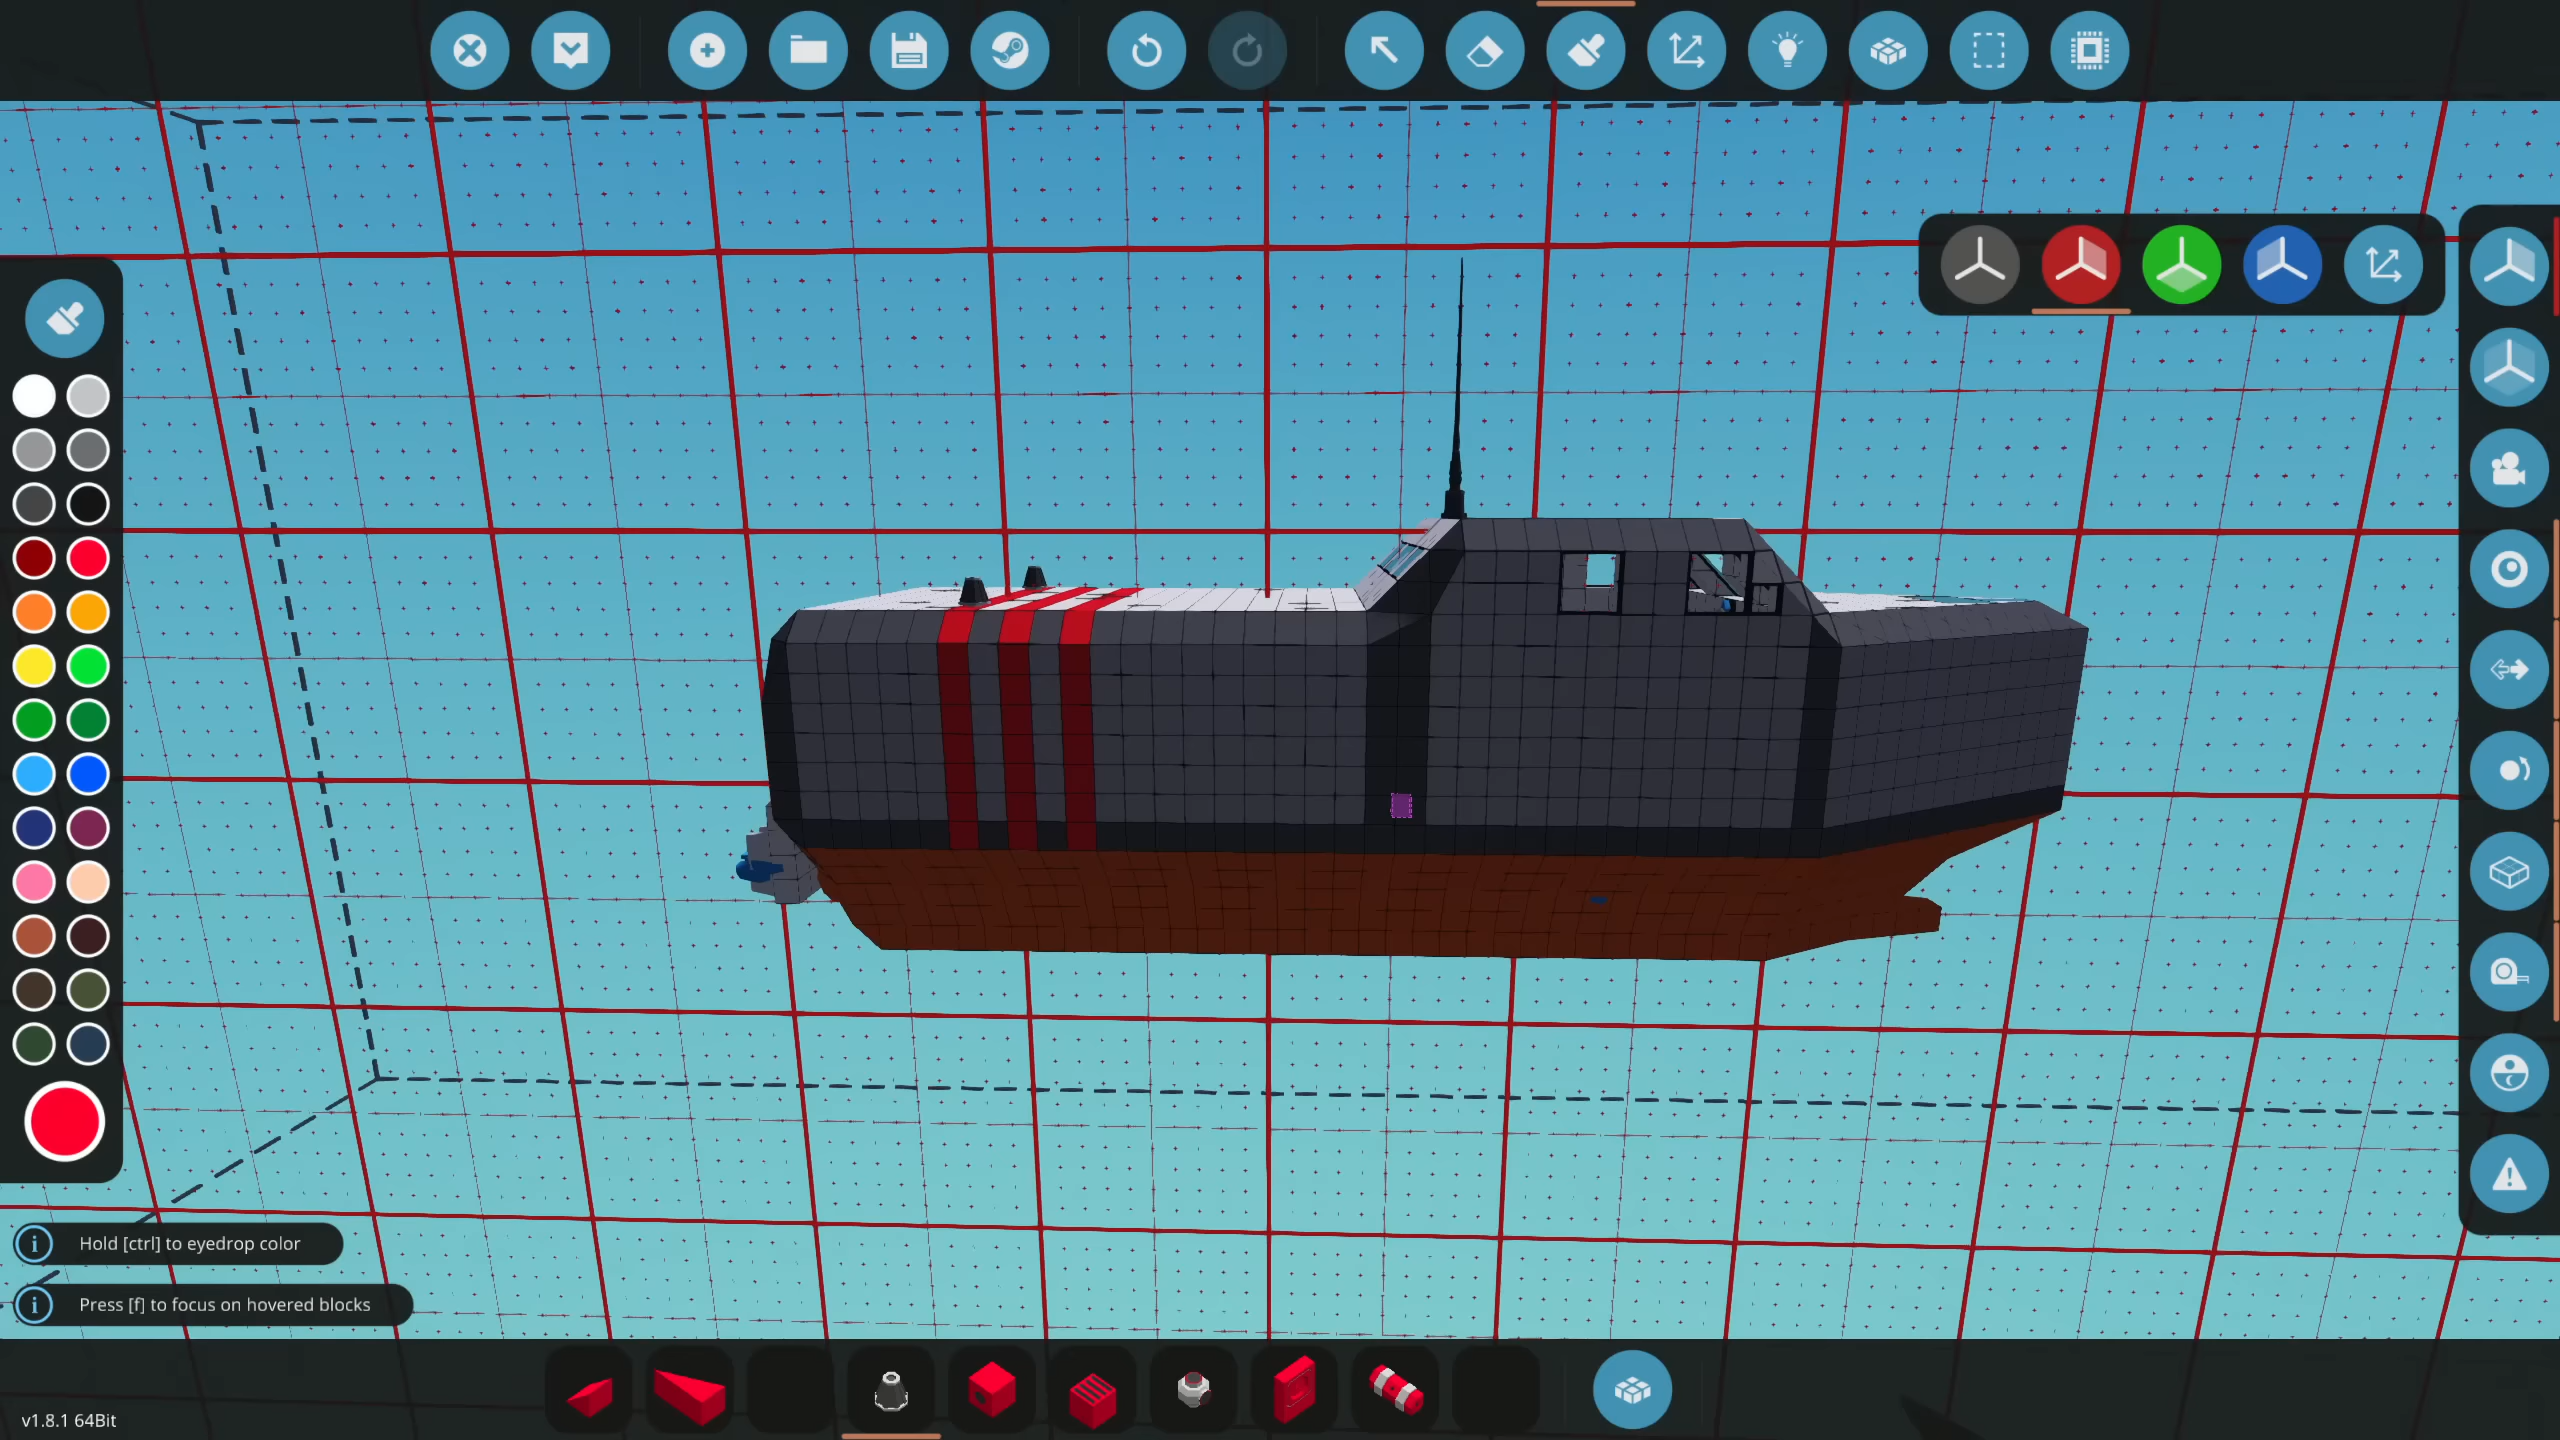 Hold [ctrl] to eyedrop color
Press [f] to focus on hovered blocks
v1.8.1 64Bit